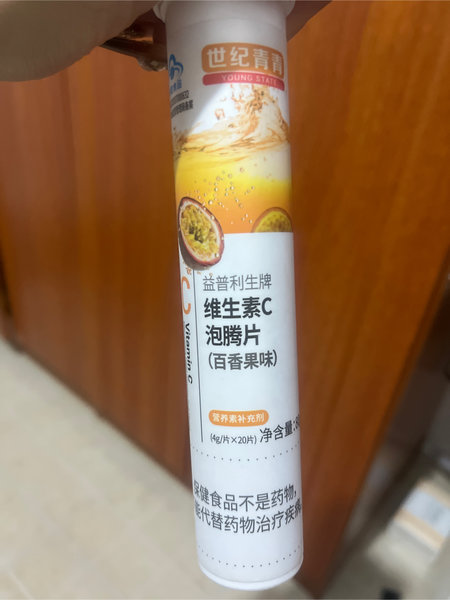 世纪青青
YOUNG STATE
益普利生牌
维生素C
泡腾片
(百香果味)
Vitamin C
营养素补充剂
(4g/片×20片) 净含量:8
保健食品不是药物,
能代替药物治疗疾病